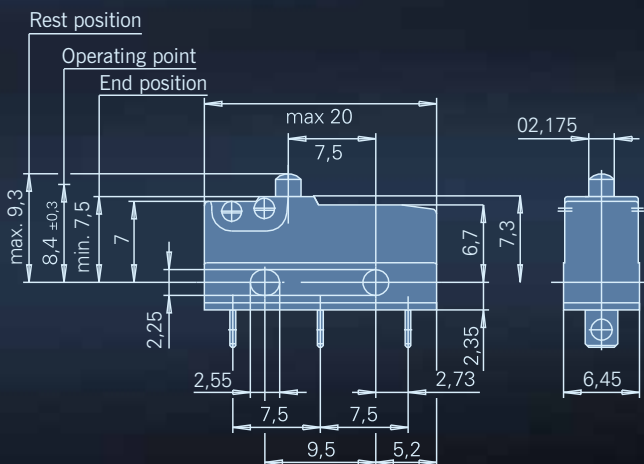 Rest position
Operating point
End position
max 20
7,5
02,175
max. 9,3
8,4 ±0,3
min. 7,5
7
6,7
7,3
2,25
2,35
2,55
2,73
7,5
7,5
6,45
9,5
5,2